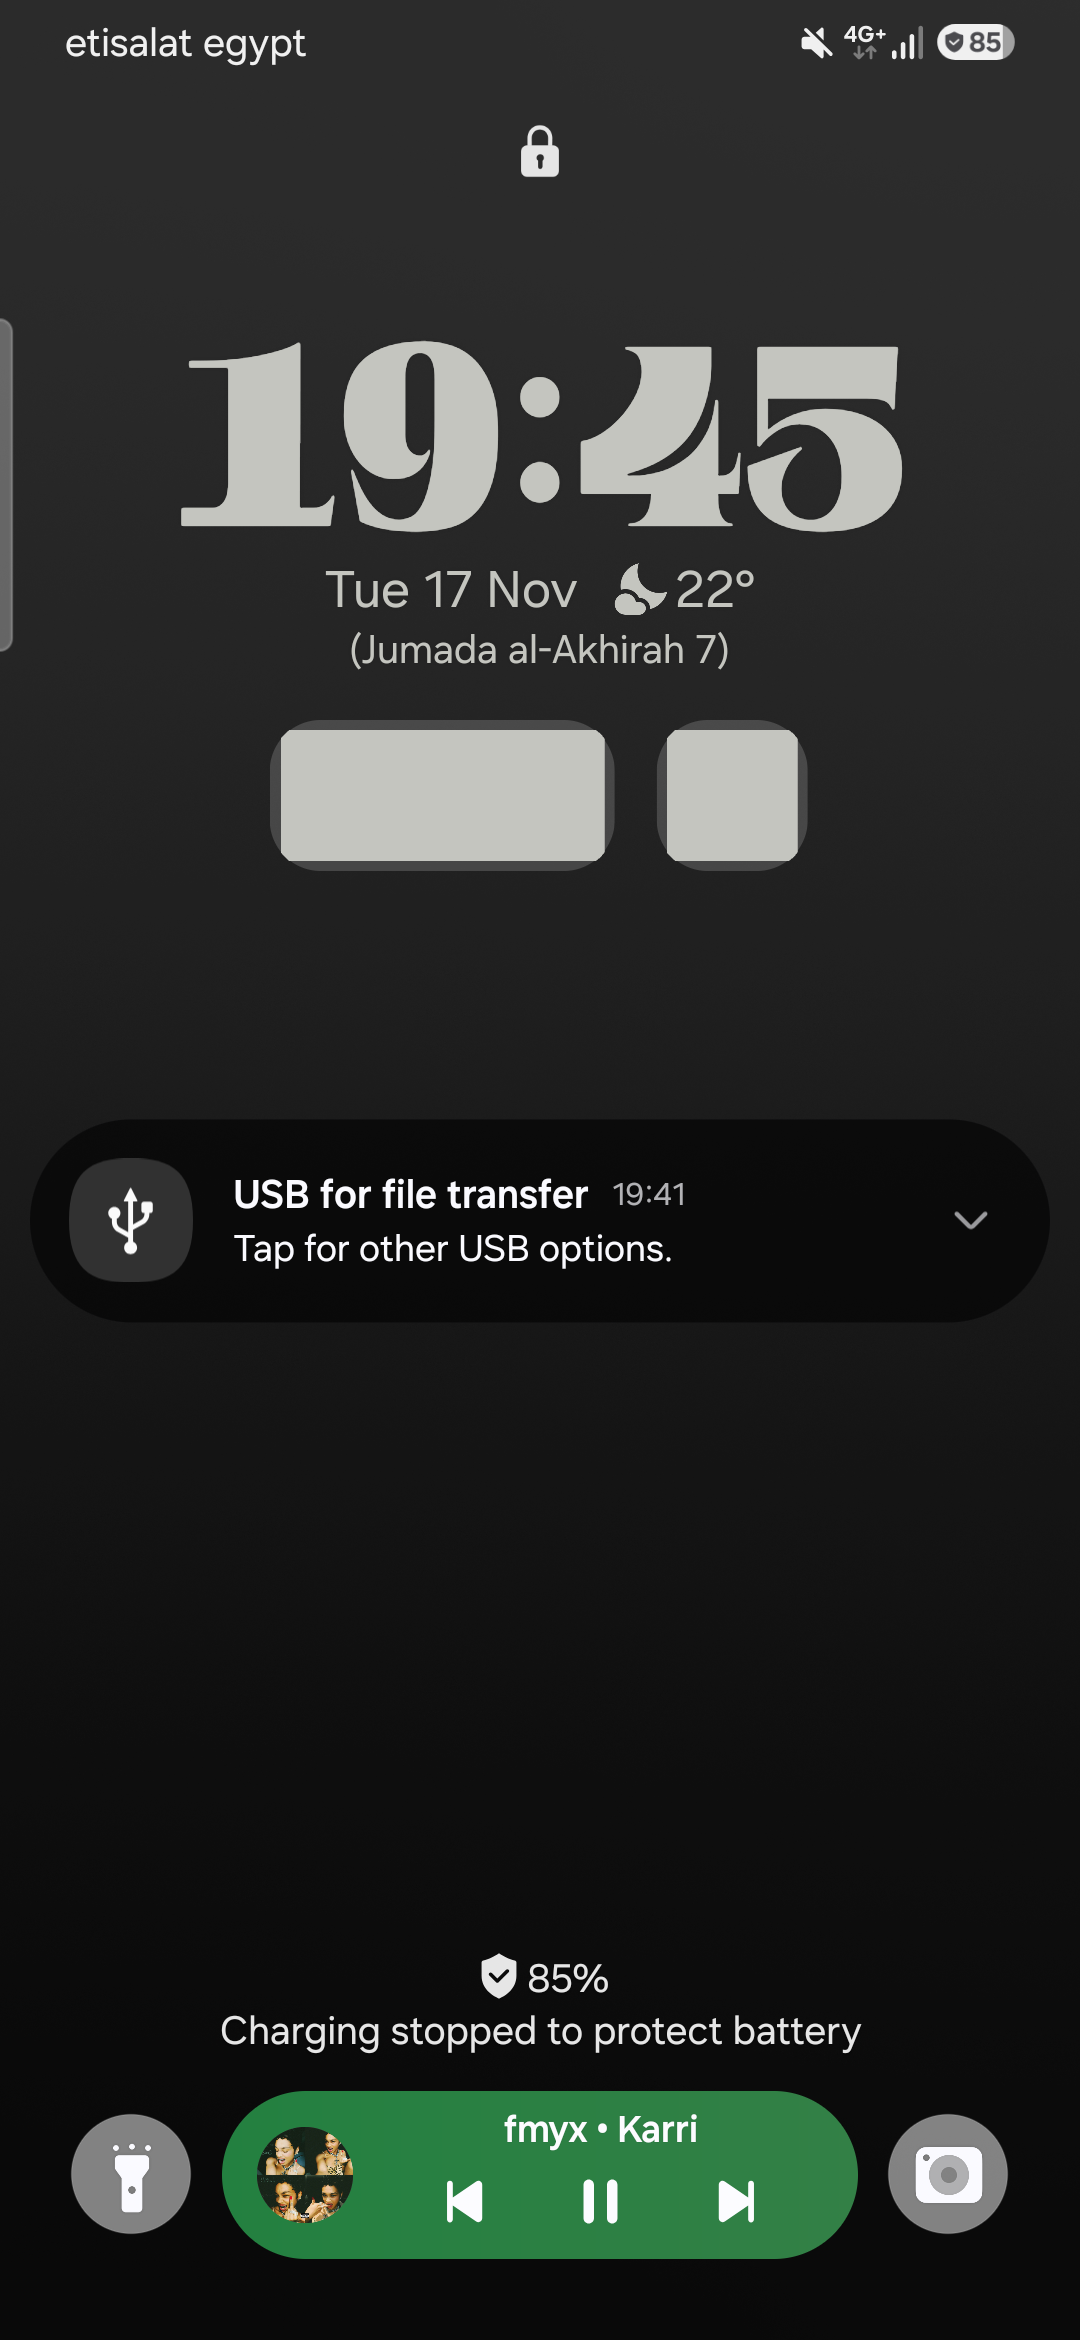 etisalat egypt 4G+ 85
19:45
Tue 17 Nov 22°
(Jumada al-Akhirah 7)
USB for file transfer 19:41
Tap for other USB options.
85%
Charging stopped to protect battery
fmyx • Karri